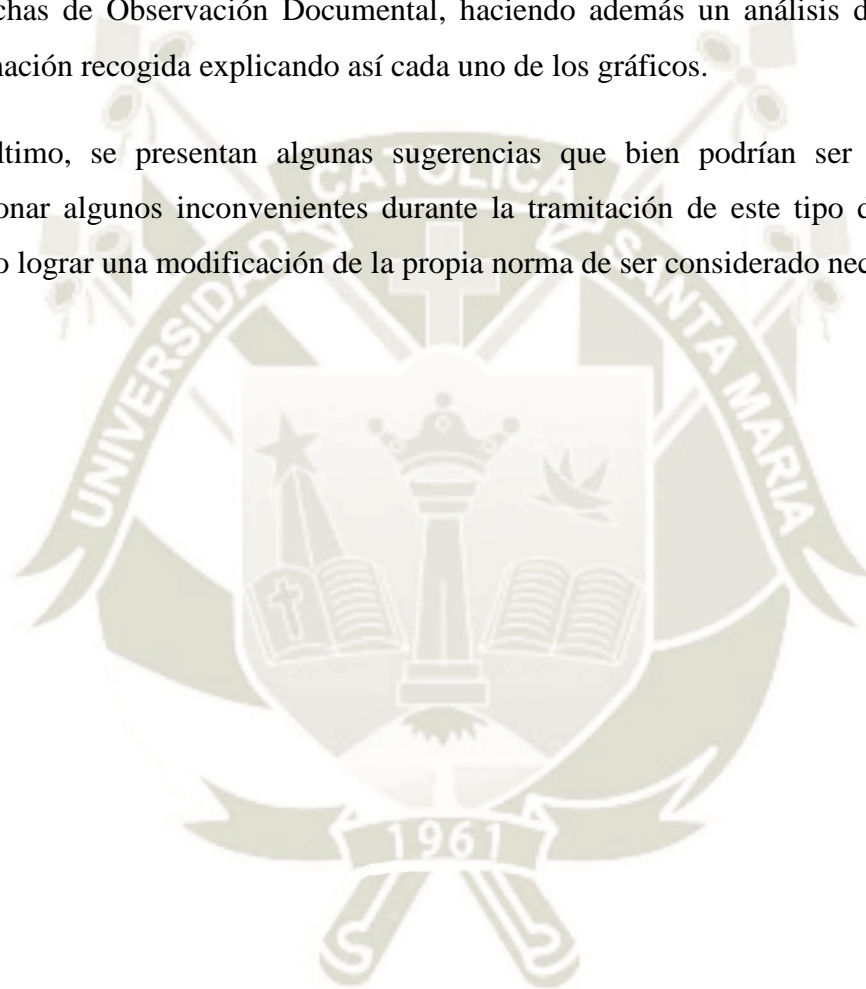 chas de Observación Documental, haciendo además un análisis d
nación recogida explicando así cada uno de los gráficos.
ltimo, se presentan algunas sugerencias que bien podrían ser
onar algunos inconvenientes durante la tramitación de este tipo d
o lograr una modificación de la propia norma de ser considerado nec
UNIVERSIDAD CATOLICA SANTA MARIA
1961